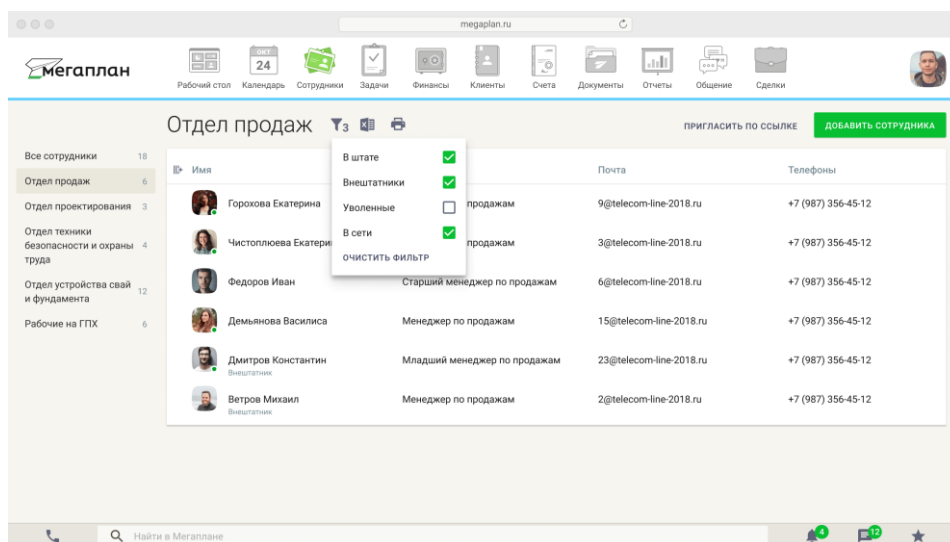 megaplan.ru
мегаплан
ОКТ
24
Рабочий стол
Календарь
Сотрудники
Задачи
Финансы
Клиенты
Счета
Документы
Отчеты
Общение
Сделки
Отдел продаж
3
ПРИГЛАСИТЬ ПО ССЫЛКЕ
ДОБАВИТЬ СОТРУДНИКА
Все сотрудники 18
Отдел продаж 6
Отдел проектирования 3
Отдел техники
безопасности и охраны 4
труда
Отдел устройства свай
и фундамента 12
Рабочие на ГПХ 6
В штате
Внештатники
Уволенные
В сети
ОЧИСТИТЬ ФИЛЬТР
Имя Почта Телефоны
Горохова Екатерина продажам 9@telecom-line-2018.ru +7 (987) 356-45-12
Чистоплюева Екатери продажам 3@telecom-line-2018.ru +7 (987) 356-45-12
Федоров Иван Старший менеджер по продажам 6@telecom-line-2018.ru +7 (987) 356-45-12
Демьянова Василиса Менеджер по продажам 15@telecom-line-2018.ru +7 (987) 356-45-12
Дмитров Константин Младший менеджер по продажам 23@telecom-line-2018.ru +7 (987) 356-45-12
Внештатник
Ветров Михаил Менеджер по продажам 2@telecom-line-2018.ru +7 (987) 356-45-12
Внештатник
Найти в Мегаплане
4
12